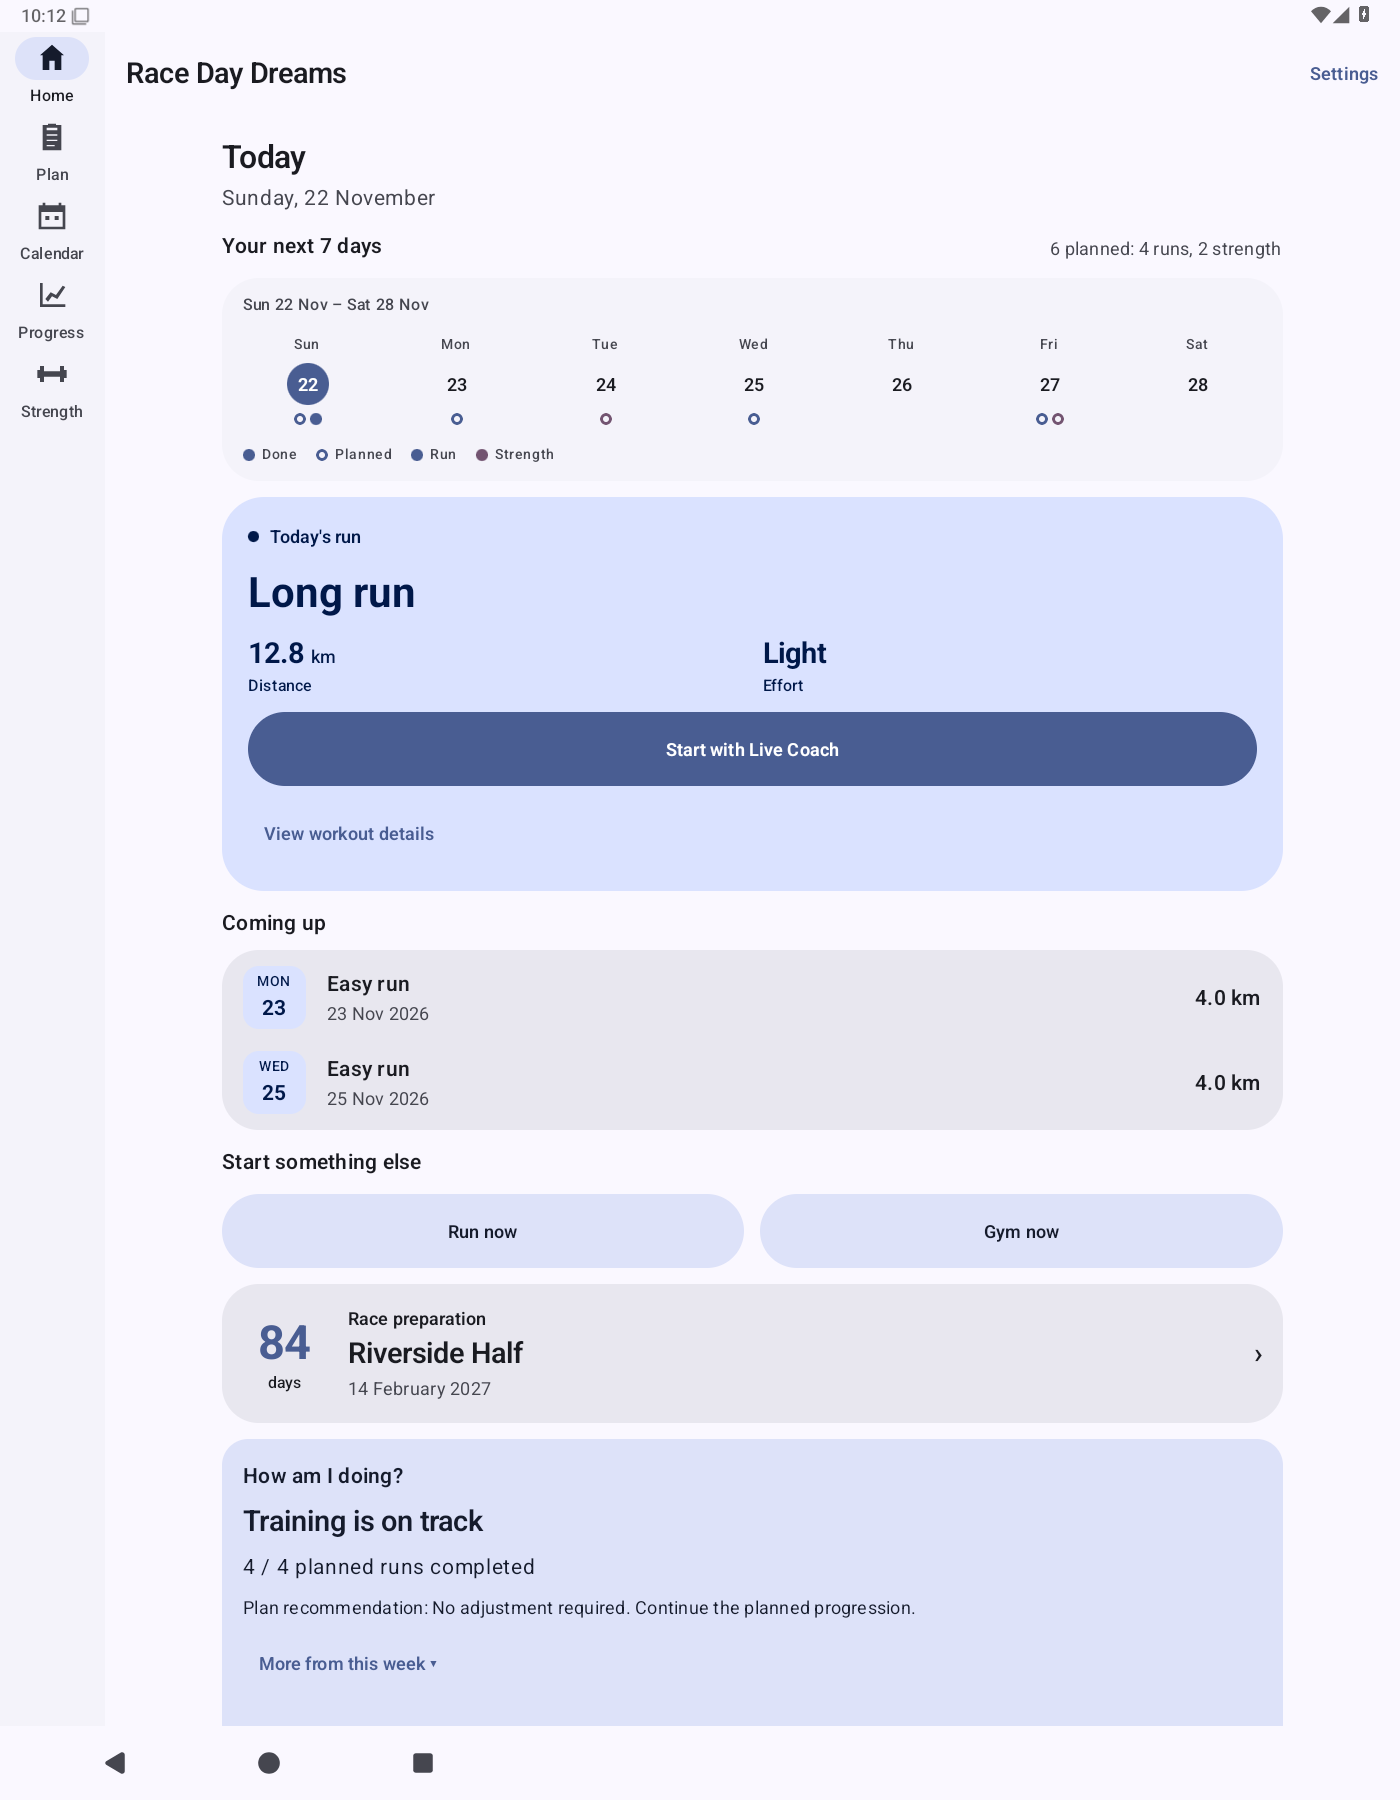 10:12
Home
Plan
Calendar
Progress
Strength
Race Day Dreams
Settings
Today
Sunday, 22 November
Your next 7 days
6 planned: 4 runs, 2 strength
Sun 22 Nov – Sat 28 Nov
Sun Mon Tue Wed Thu Fri Sat
22 23 24 25 26 27 28
Done Planned Run Strength
Today's run
Long run
12.8 km Light
Distance Effort
Start with Live Coach
View workout details
Coming up
MON
23
Easy run
23 Nov 2026
4.0 km
WED
25
Easy run
25 Nov 2026
4.0 km
Start something else
Run now Gym now
84
days
Race preparation
Riverside Half
14 February 2027
›
How am I doing?
Training is on track
4 / 4 planned runs completed
Plan recommendation: No adjustment required. Continue the planned progression.
More from this week ▾